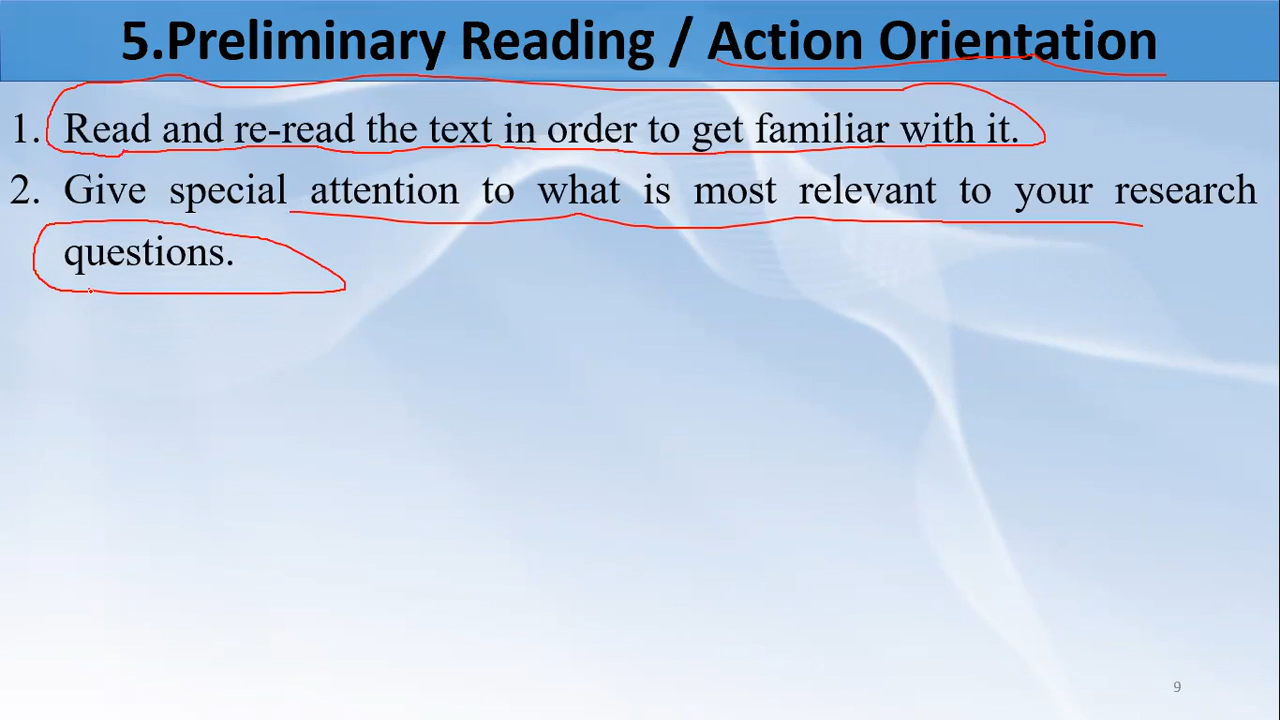 5.Preliminary Reading / Action Orientation
1. Read and re-read the text in order to get familiar with it.
2. Give special attention to what is most relevant to your research
questions.
9